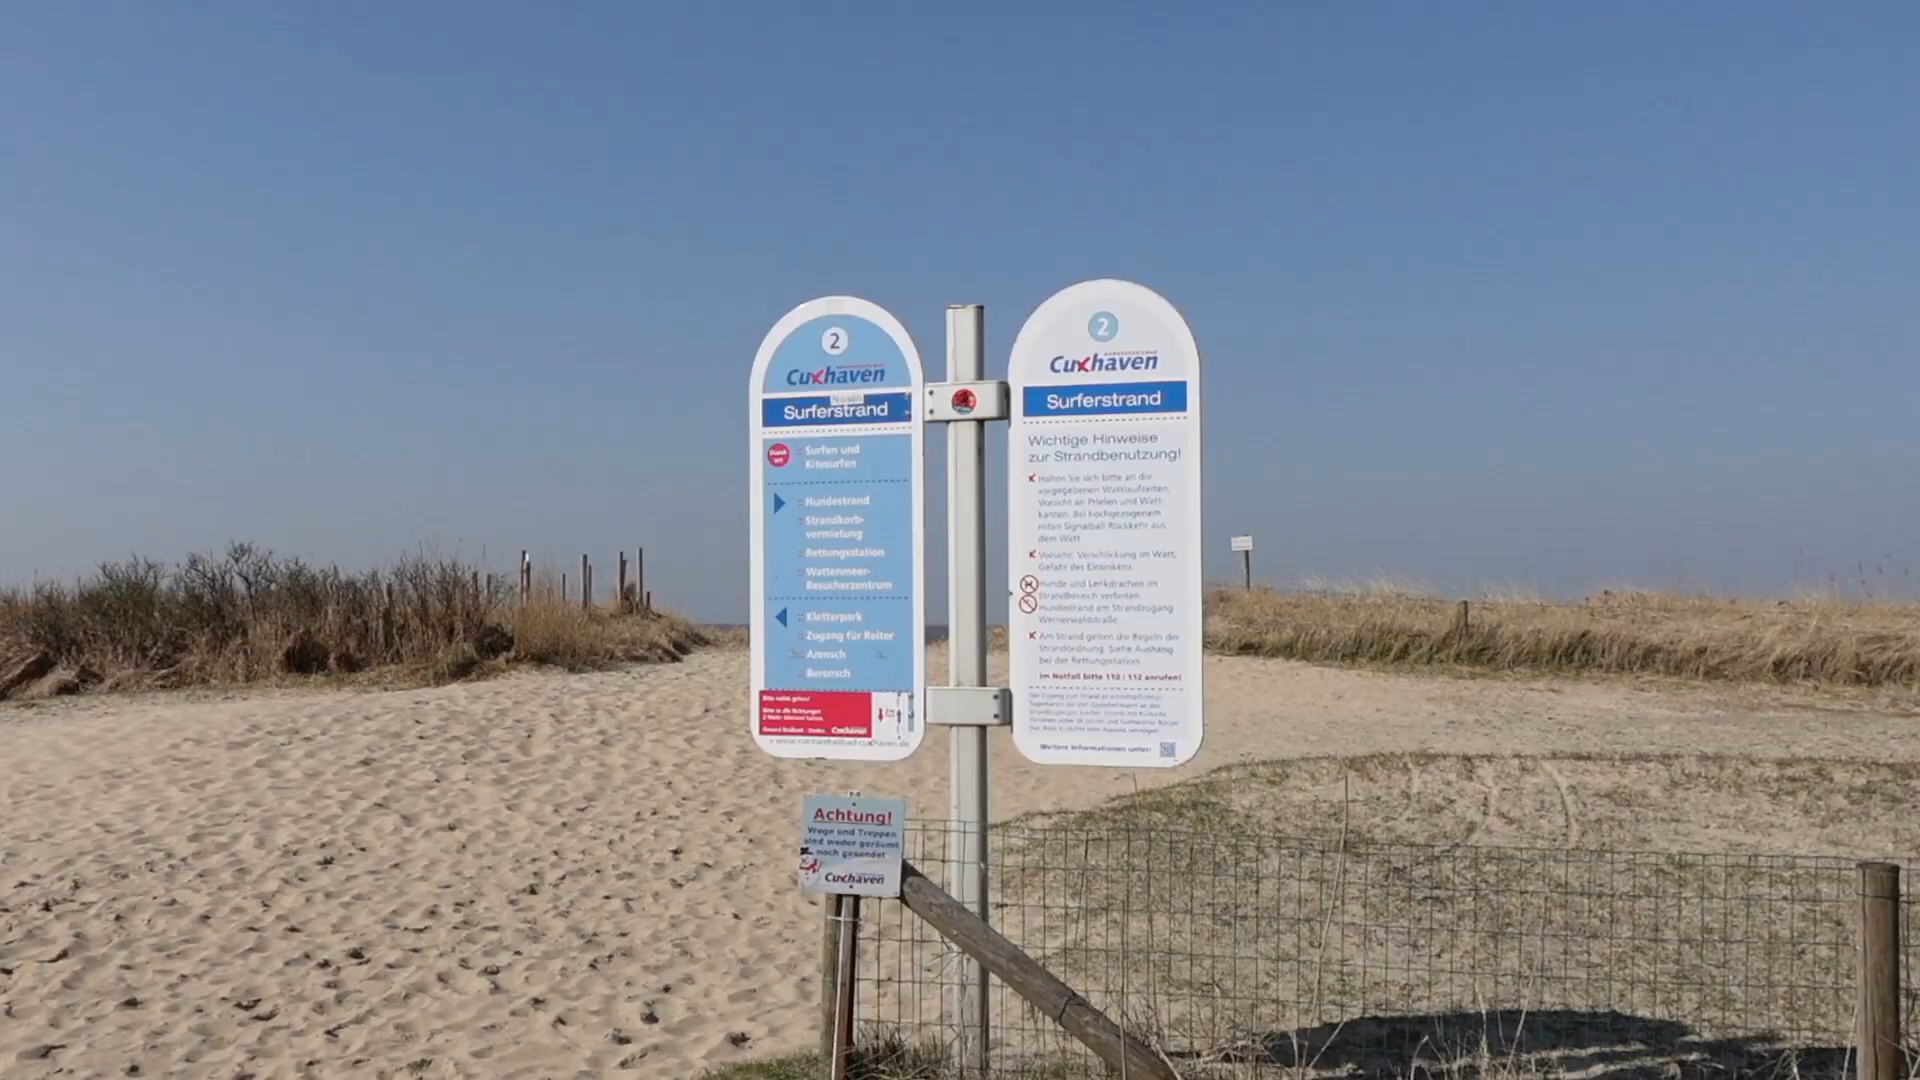 2
Cuxhaven
Surferstrand
Surfen und
Kitesurfen
Hundestrand
Strandkorb-
vermietung
Rettungsstation
Wattenmeer-
Besucherzentrum
Kletterpark
Zugang für Reiter
Arensch
Berensch
Cuxhaven
2
Cuxhaven
Surferstrand
Wichtige Hinweise
zur Strandbenutzung!
Halten Sie sich bitte an die
vorgegebenen Wattlaufzeiten.
Vorsicht an Prielen und Watt-
kanten. Bei hochgezogenem
roten Signalball Rückkehr aus
dem Watt
Vorsicht: Verschlickung im Watt,
Gefahr des Einsinkens.
Hunde und Lenkdrachen im
Strandbereich verboten.
Hundestrand am Strandzugang
Wernerwaldstraße.
Am Strand gelten die Regeln der
Strandordnung. Siehe Aushang
bei der Rettungsstation
Im Notfall bitte 110 / 112 anrufen!
Weitere Informationen unter:
Achtung!
Wege und Treppen
sind weder geräumt
noch gesandet
Cuxhaven